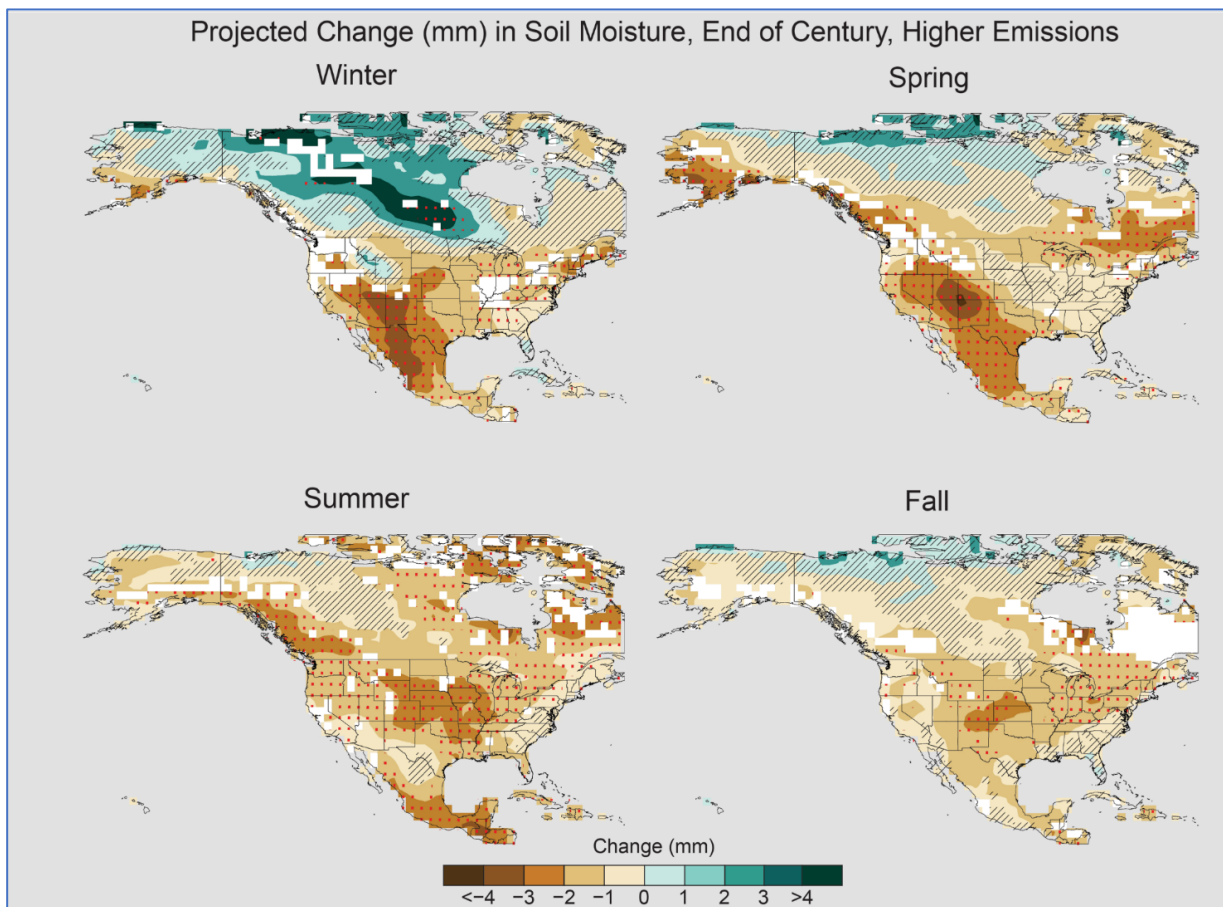 Projected Change (mm) in Soil Moisture, End of Century, Higher Emissions
Winter
Spring
Summer
Fall
Change (mm)
<−4 −3 −2 −1 0 1 2 3 >4